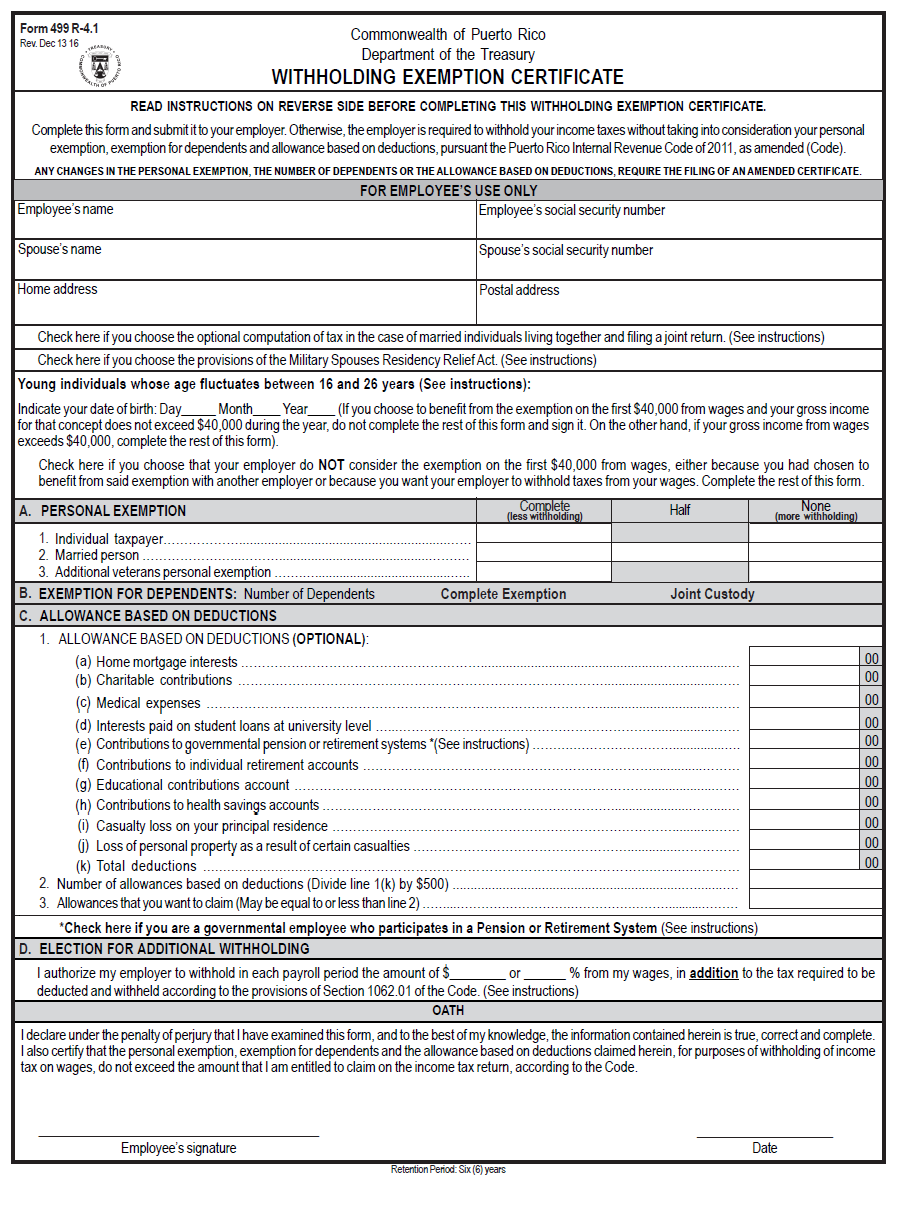 Form 499 R-4.1
Rev. Dec 13 16
Commonwealth of Puerto Rico
Department of the Treasury
WITHHOLDING EXEMPTION CERTIFICATE
READ INSTRUCTIONS ON REVERSE SIDE BEFORE COMPLETING THIS WITHHOLDING EXEMPTION CERTIFICATE.
Complete this form and submit it to your employer. Otherwise, the employer is required to withhold your income taxes without taking into consideration your personal
exemption, exemption for dependents and allowance based on deductions, pursuant the Puerto Rico Internal Revenue Code of 2011, as amended (Code).
ANY CHANGES IN THE PERSONAL EXEMPTION, THE NUMBER OF DEPENDENTS OR THE ALLOWANCE BASED ON DEDUCTIONS, REQUIRE THE FILING OF AN AMENDED CERTIFICATE.
FOR EMPLOYEE'S USE ONLY
Employee's name
Employee's social security number
Spouse's name
Spouse's social security number
Home address
Postal address
Check here if you choose the optional computation of tax in the case of married individuals living together and filing a joint return. (See instructions)
Check here if you choose the provisions of the Military Spouses Residency Relief Act. (See instructions)
Young individuals whose age fluctuates between 16 and 26 years (See instructions):
Indicate your date of birth: Day_____ Month____ Year____ (If you choose to benefit from the exemption on the first $40,000 from wages and your gross income
for that concept does not exceed $40,000 during the year, do not complete the rest of this form and sign it. On the other hand, if your gross income from wages
exceeds $40,000, complete the rest of this form).
Check here if you choose that your employer do NOT consider the exemption on the first $40,000 from wages, either because you had chosen to
benefit from said exemption with another employer or because you want your employer to withhold taxes from your wages. Complete the rest of this form.
A. PERSONAL EXEMPTION
Complete
(less withholding)
Half
None
(more withholding)
1. Individual taxpayer
2. Married person
3. Additional veterans personal exemption
B. EXEMPTION FOR DEPENDENTS: Number of Dependents Complete Exemption Joint Custody
C. ALLOWANCE BASED ON DEDUCTIONS
1. ALLOWANCE BASED ON DEDUCTIONS (OPTIONAL):
(a) Home mortgage interests 00
(b) Charitable contributions 00
(c) Medical expenses 00
(d) Interests paid on student loans at university level 00
(e) Contributions to governmental pension or retirement systems *(See instructions) 00
(f) Contributions to individual retirement accounts 00
(g) Educational contributions account 00
(h) Contributions to health savings accounts 00
(i) Casualty loss on your principal residence 00
(j) Loss of personal property as a result of certain casualties 00
(k) Total deductions 00
2. Number of allowances based on deductions (Divide line 1(k) by $500)
3. Allowances that you want to claim (May be equal to or less than line 2)
*Check here if you are a governmental employee who participates in a Pension or Retirement System (See instructions)
D. ELECTION FOR ADDITIONAL WITHHOLDING
I authorize my employer to withhold in each payroll period the amount of $________ or ______ % from my wages, in addition to the tax required to be
deducted and withheld according to the provisions of Section 1062.01 of the Code. (See instructions)
OATH
I declare under the penalty of perjury that I have examined this form, and to the best of my knowledge, the information contained herein is true, correct and complete.
I also certify that the personal exemption, exemption for dependents and the allowance based on deductions claimed herein, for purposes of withholding of income
tax on wages, do not exceed the amount that I am entitled to claim on the income tax return, according to the Code.
Employee's signature
Date
Retention Period: Six (6) years